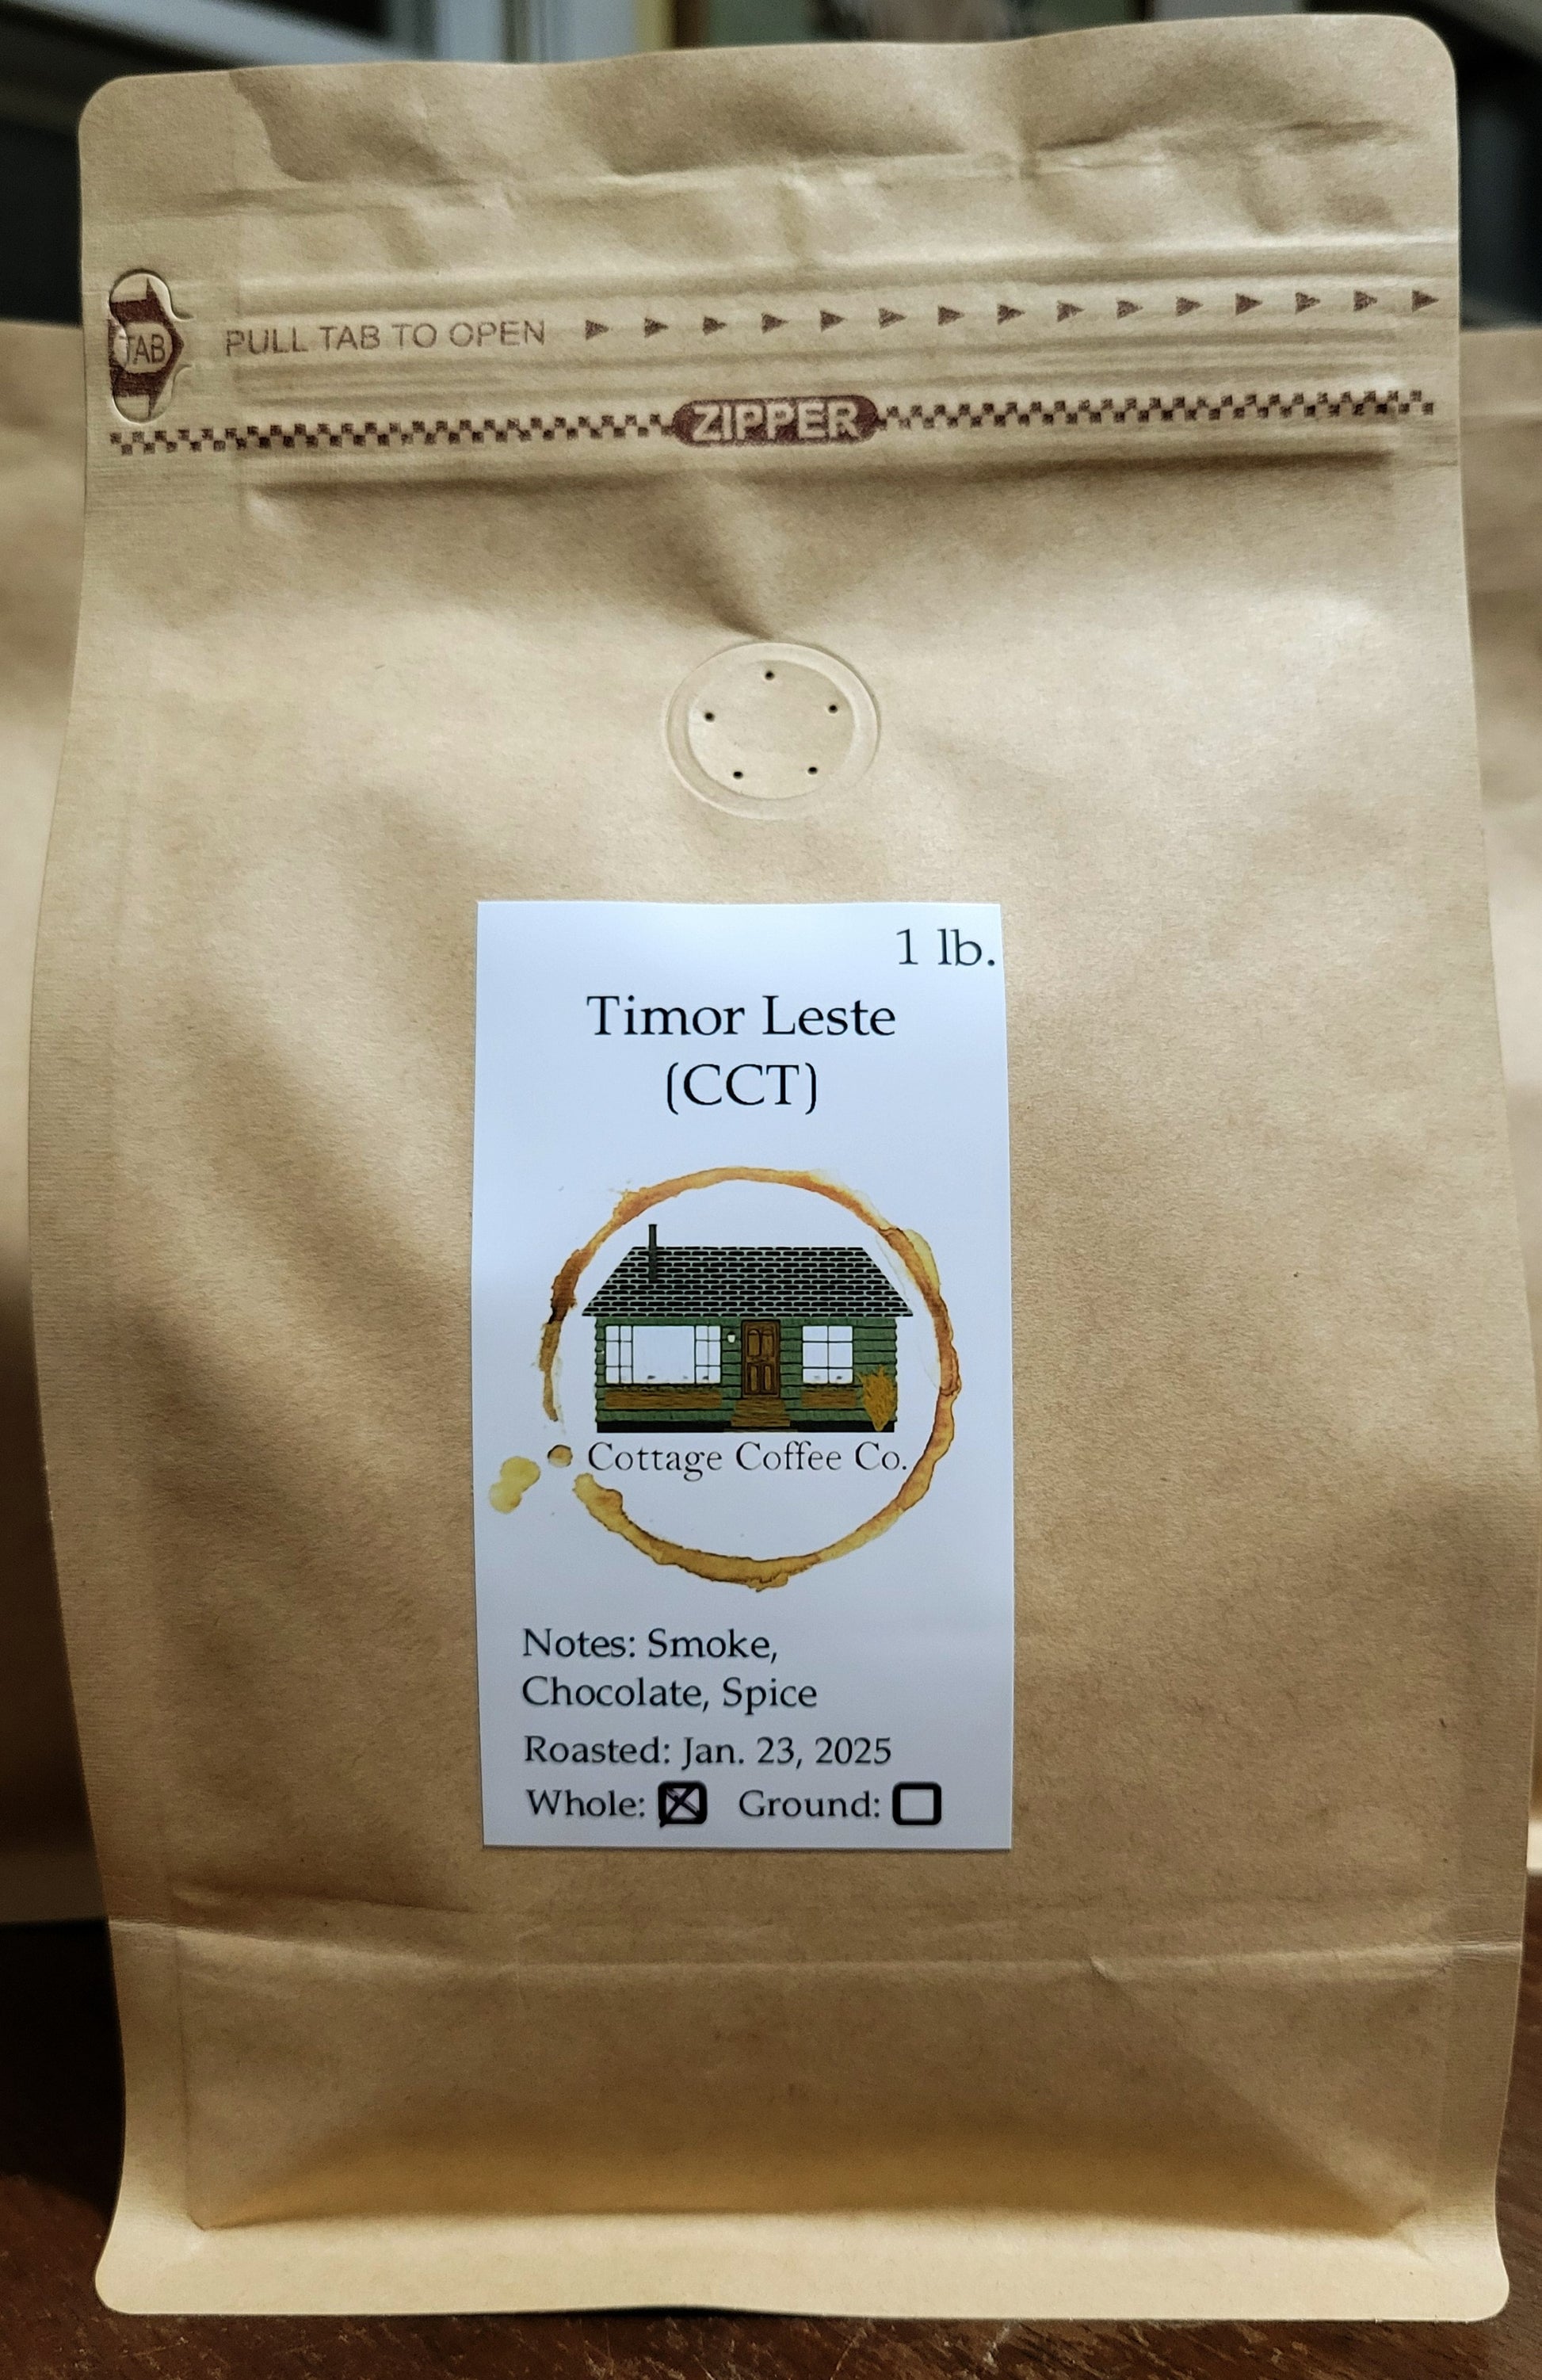 TAB
PULL TAB TO OPEN
ZIPPER
1 lb.
Timor Leste
(CCT)
Cottage Coffee Co.
Notes: Smoke,
Chocolate, Spice
Roasted: Jan. 23, 2025
Whole: Ground: